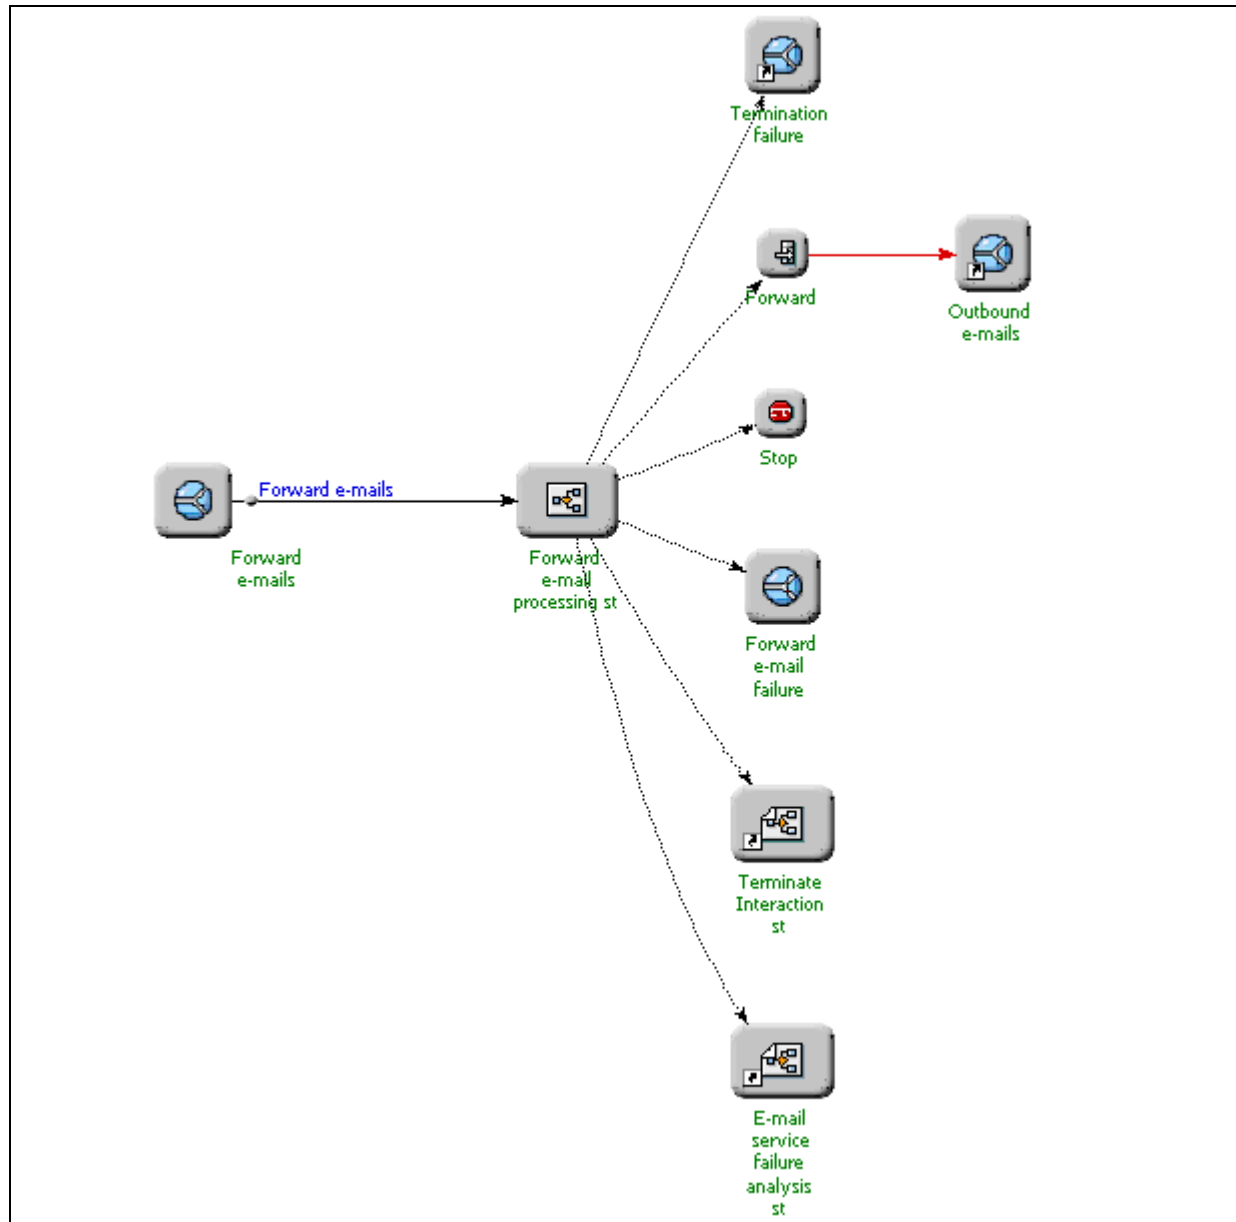 Termination
failure
Forward
Outbound
e-mails
Stop
Forward e-mails
Forward
e-mails
Forward
e-mail
processing st
Forward
e-mail
failure
Terminate
Interaction
st
E-mail
service
failure
analysis
st